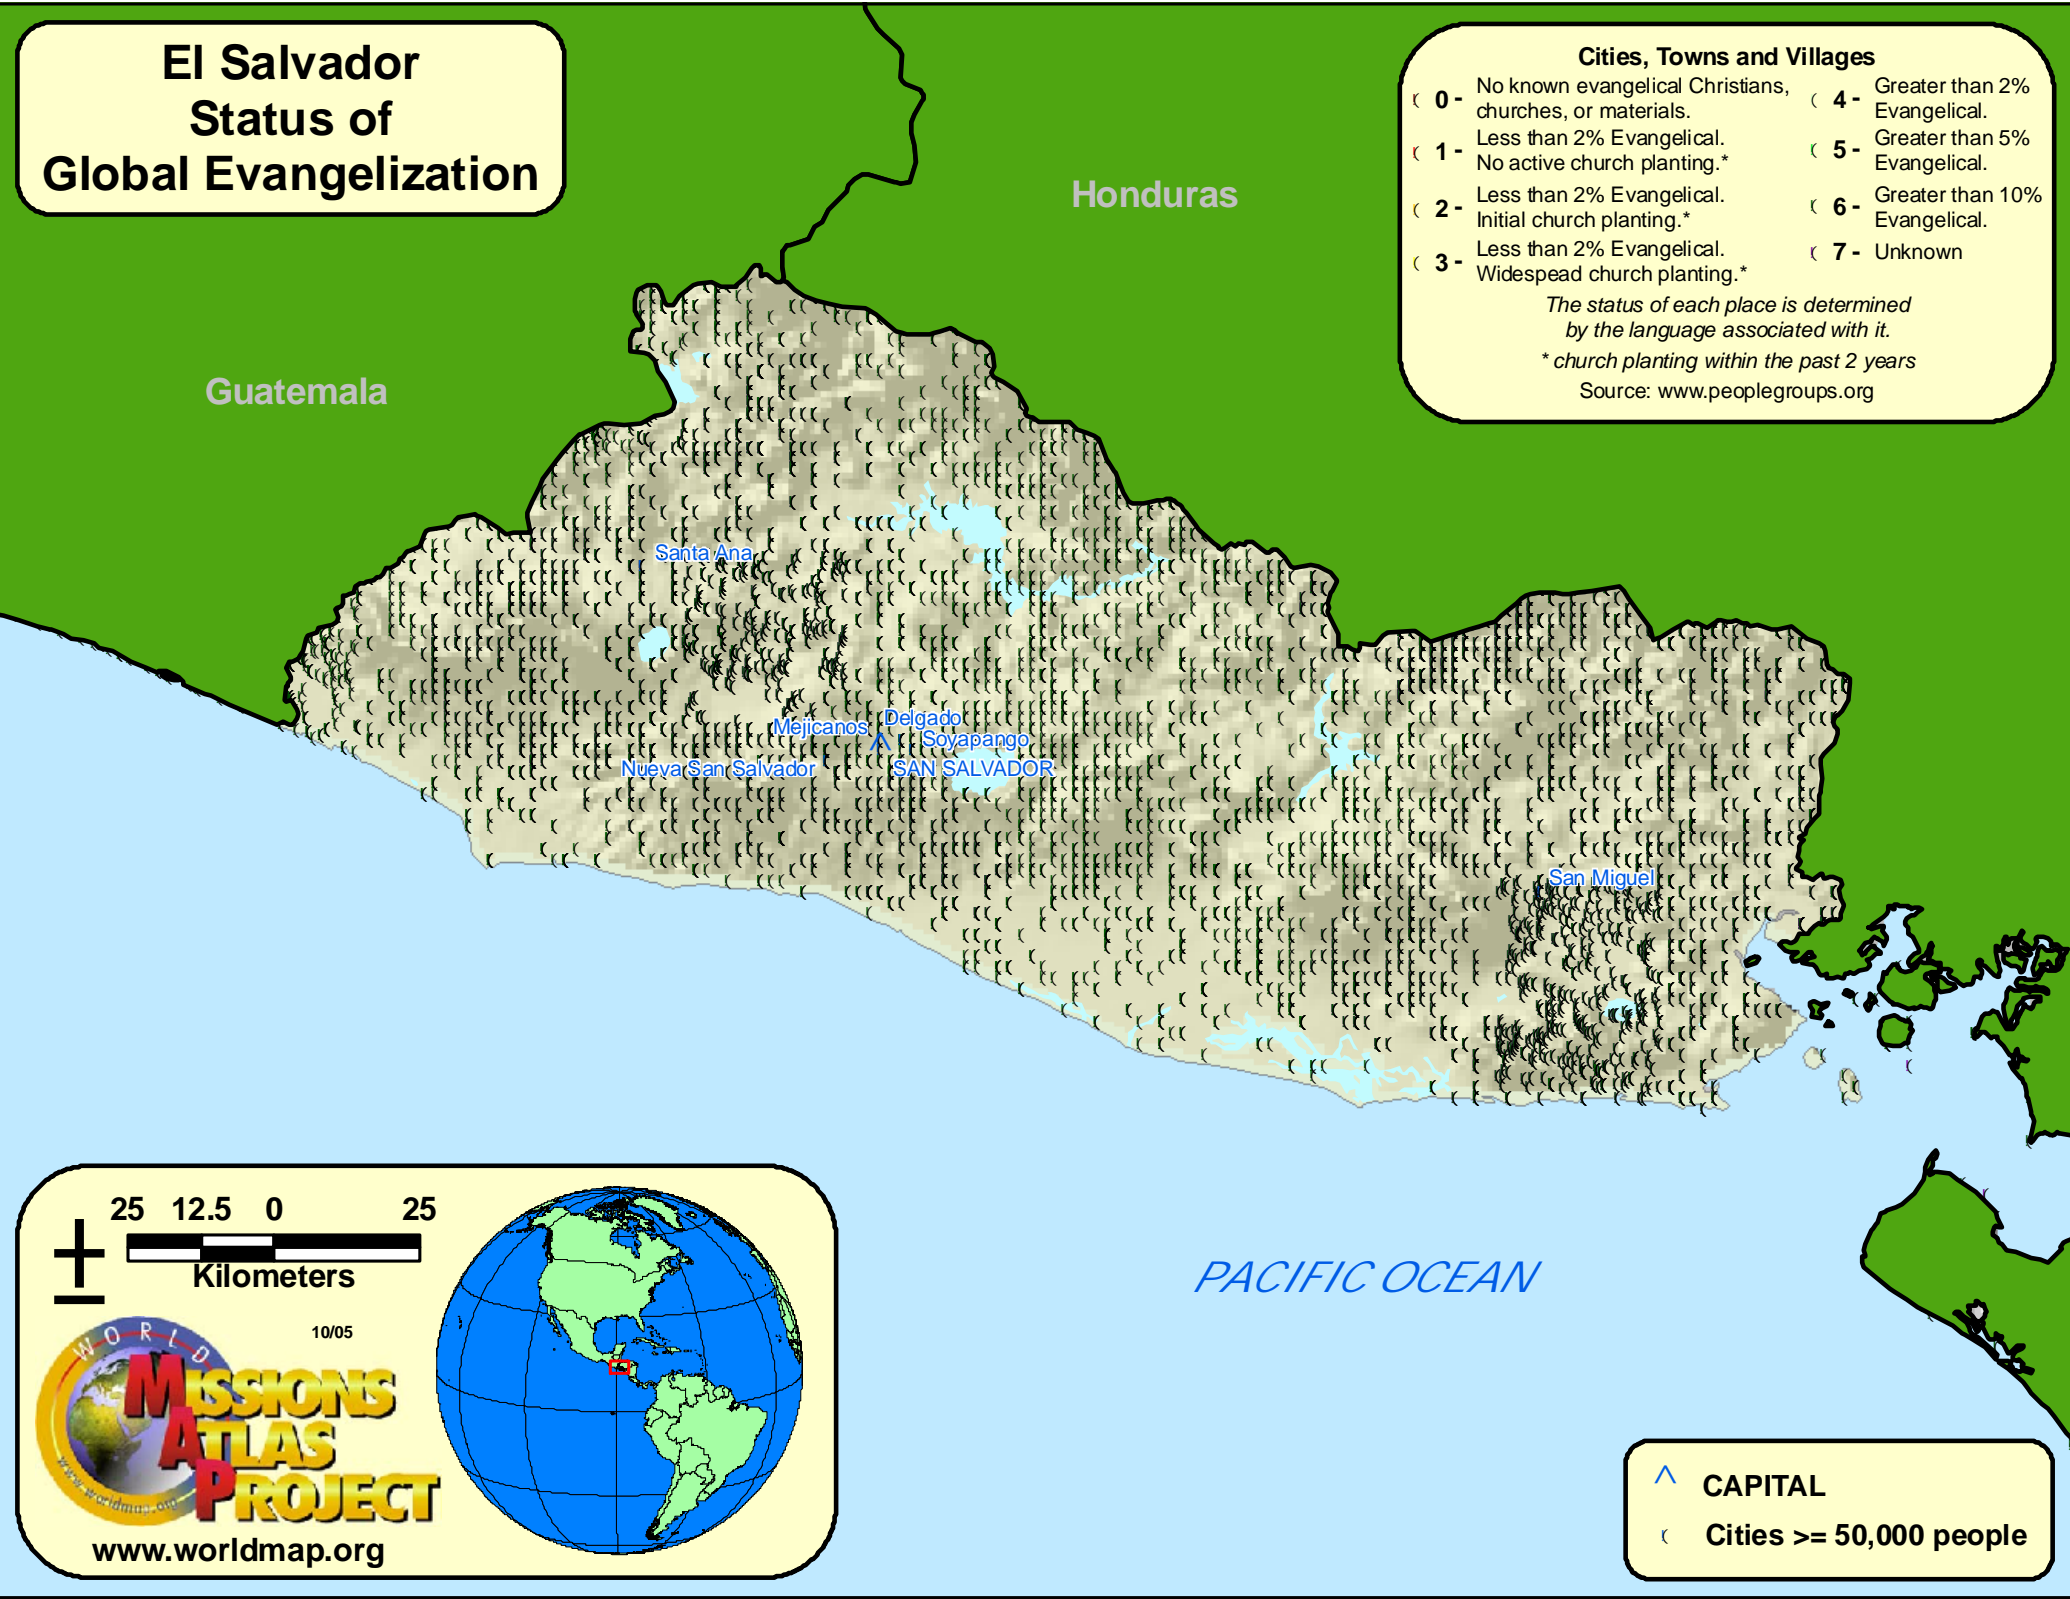 El Salvador
Status of
Global Evangelization
Cities, Towns and Villages
0 - No known evangelical Christians,
churches, or materials.
1 - Less than 2% Evangelical.
No active church planting.*
2 - Less than 2% Evangelical.
Initial church planting.*
3 - Less than 2% Evangelical.
Widespead church planting.*
4 - Greater than 2%
Evangelical.
5 - Greater than 5%
Evangelical.
6 - Greater than 10%
Evangelical.
7 - Unknown
The status of each place is determined
by the language associated with it.
* church planting within the past 2 years
Source: www.peoplegroups.org
Honduras
Guatemala
Santa Ana
Mejicanos
Delgado
Soyapango
Nueva San Salvador
SAN SALVADOR
San Miguel
PACIFIC OCEAN
25 12.5 0 25
Kilometers
10/05
WORLD
MISSIONS
ATLAS
PROJECT
www.worldmap.org
www.worldmap.org
CAPITAL
Cities >= 50,000 people